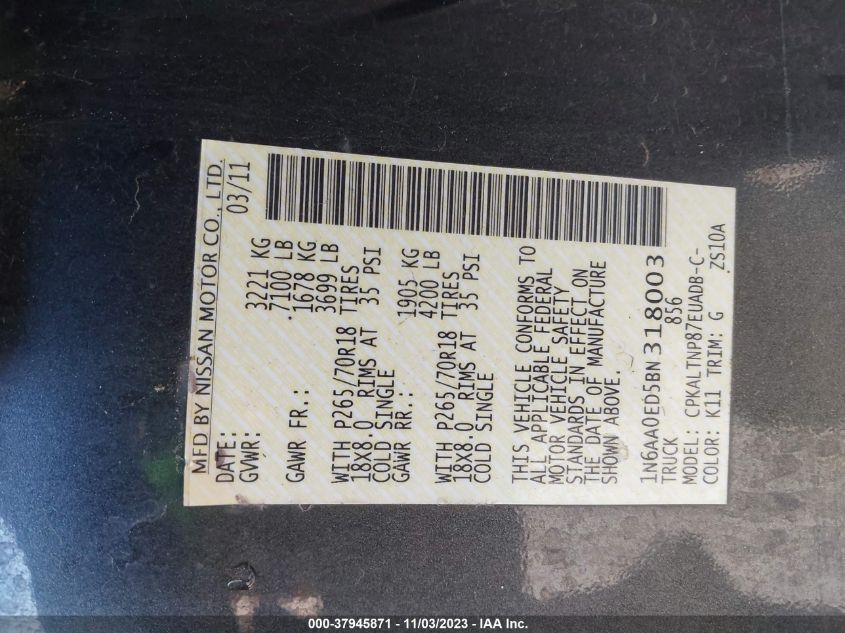 MFD BY NISSAN MOTOR CO., LTD.
DATE: 03/11
GVWR: 3221 KG
7100 LB
GAWR FR.: 1678 KG
3699 LB
WITH P265/70R18 TIRES
18X8.0 RIMS AT 35 PSI
COLD SINGLE
GAWR RR.: 1905 KG
4200 LB
WITH P265/70R18 TIRES
18X8.0 RIMS AT 35 PSI
COLD SINGLE
THIS VEHICLE CONFORMS TO
ALL APPLICABLE FEDERAL
MOTOR VEHICLE SAFETY
STANDARDS IN EFFECT ON
THE DATE OF MANUFACTURE
SHOWN ABOVE.
1N6AA0ED5BN318003
TRUCK 856
MODEL: CPKALTNP87EUADB-C-
COLOR: K11 TRIM: G ZS10A
000-37945871 - 11/03/2023 - IAA Inc.